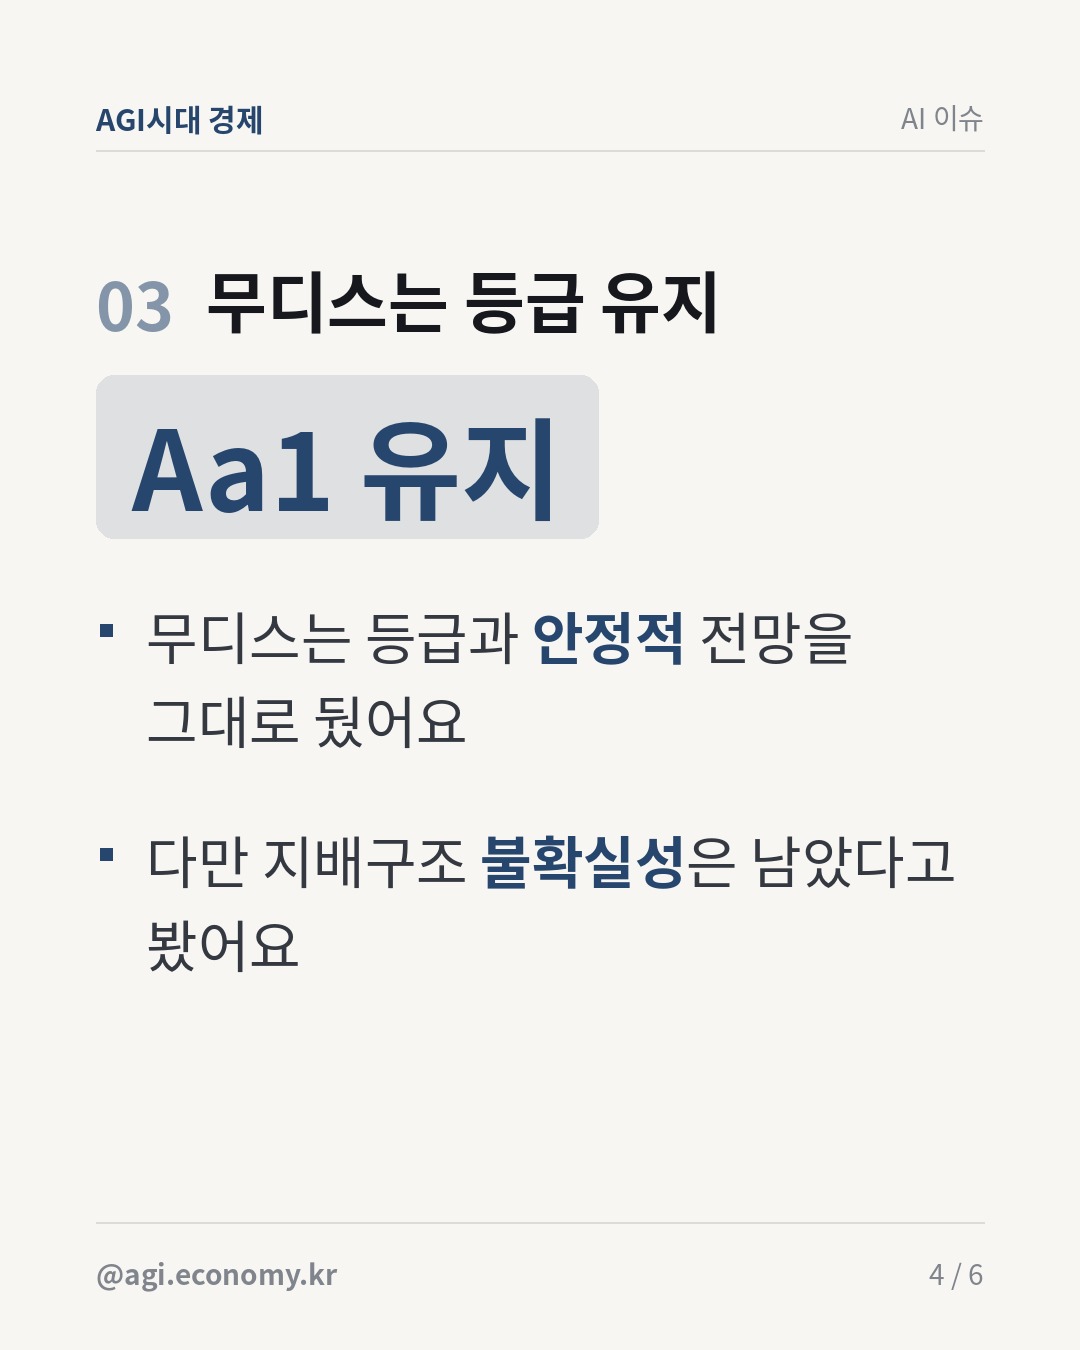 AGI시대 경제
AI 이슈
03 무디스는 등급 유지
Aa1 유지
▪ 무디스는 등급과 안정적 전망을
그대로 뒀어요
▪ 다만 지배구조 불확실성은 남았다고
봤어요
@agi.economy.kr
4 / 6